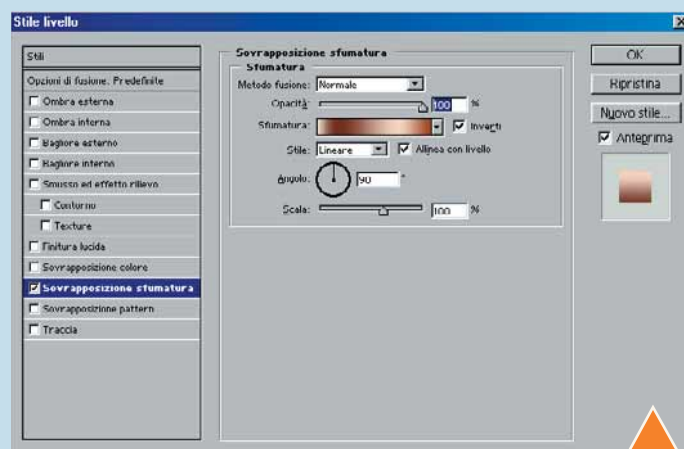 Stile livello
Stili
Opzioni di fusione. Predefinite
Ombra esterna
Ombra interna
Bagliore esterno
Bagliore interno
Smusso ed effetto rilievo
Contorno
Texture
Finitura lucida
Sovrapposizione colore
Sovrapposizione sfumatura
Sovrapposizione pattern
Traccia
Sovrapposizione sfumatura
Sfumatura
Metodo fusione: Normale
Opacità: 100 %
Sfumatura: Inverti
Stile: Lineare Allinea con livello
Angolo: 90 °
Scala: 100 %
OK
Ripristina
Nuovo stile...
Anteprima